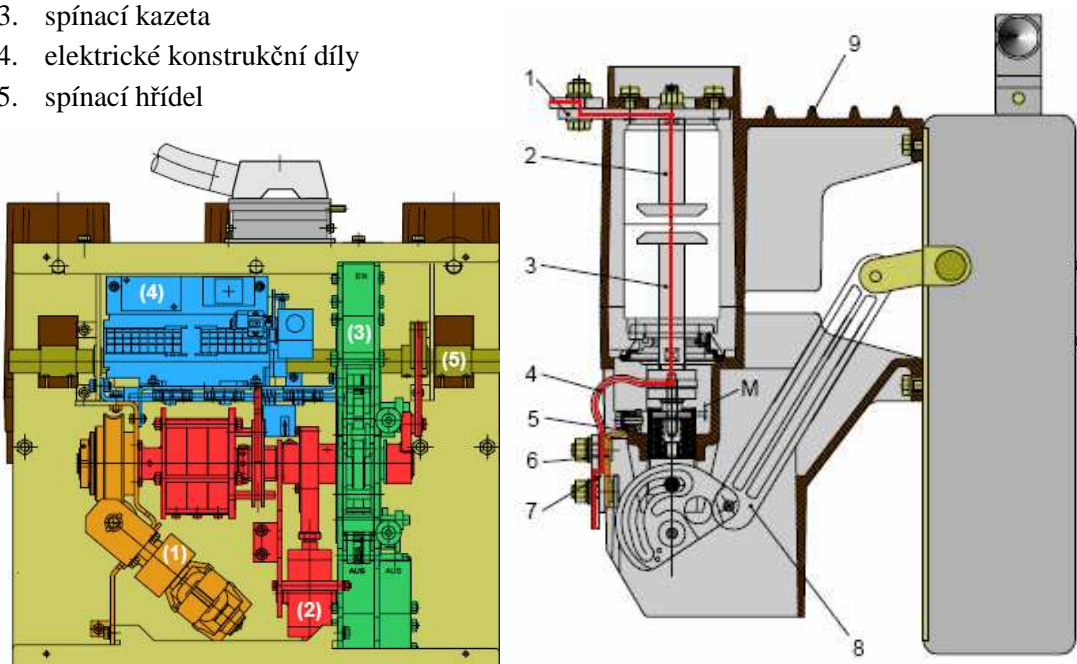 3. spínací kazeta
4. elektrické konstrukční díly
5. spínací hřídel
(4)
EIN
(3)
(5)
(1)
(2)
AUS
AUS
1
2
3
4
5
6
7
M
8
9